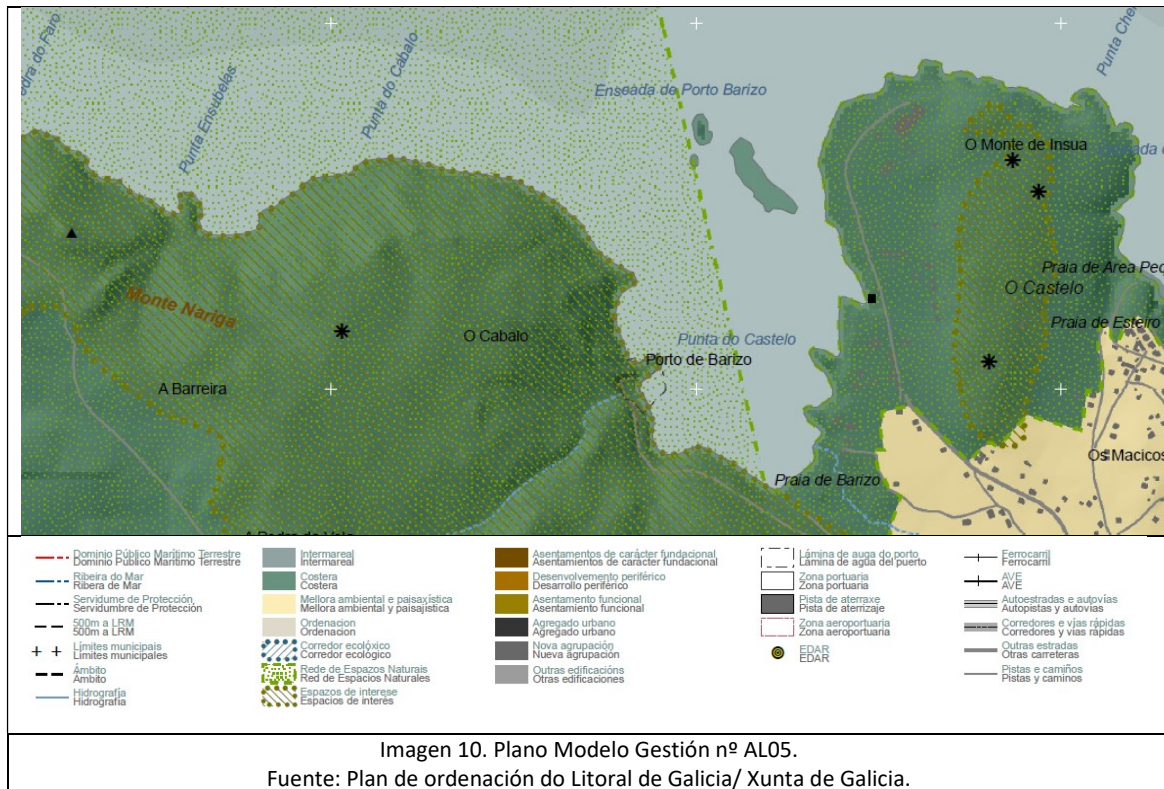 edra do Faro
Punta Ensubelas
Punta do Cabalo
Enseada de Porto Barizo
Punta Che
O Monte de Insua
Praia de Area Ped
O Castelo
Praia de Esteiro
Monte Nariga
O Cabalo
Punta do Castelo
Porto de Barizo
A Barreira
Os Macicos
Praia de Barizo
Dominio Público Marítimo Terrestre
Dominio Público Marítimo Terrestre
Ribeira do Mar
Ribera de Mar
Servidume de Protección
Servidumbre de Protección
500m a LRM
500m a LRM
Límites municipais
Límites municipales
Ámbito
Ámbito
Hidrografía
Hidrografía
Intermareal
Intermareal
Costera
Costera
Mellora ambiental e paisaxística
Mejora ambiental y paisajística
Ordenacion
Ordenacion
Corredor ecolóxico
Corredor ecológico
Rede de Espazos Naturais
Red de Espacios Naturales
Espazos de interese
Espacios de interés
Asentamentos de carácter fundacional
Asentamientos de carácter fundacional
Desenvolvemento periférico
Desarrollo periférico
Asentamento funcional
Asentamiento funcional
Agregado urbano
Agregado urbano
Nova agrupación
Nueva agrupación
Outras edificacións
Otras edificaciones
Lámina de auga do porto
Lámina de agua del puerto
Zona portuaria
Zona portuaria
Pista de aterraxe
Pista de aterrizaje
Zona aeroportuaria
Zona aeroportuaria
EDAR
EDAR
Ferrocarril
Ferrocarril
AVE
AVE
Autoestradas e autovías
Autopistas y autovias
Corredores e vías rápidas
Corredores y vías rápidas
Outras estradas
Otras carreteras
Pistas e camiños
Pistas y caminos
Imagen 10. Plano Modelo Gestión nº AL05.
Fuente: Plan de ordenación do Litoral de Galicia/ Xunta de Galicia.